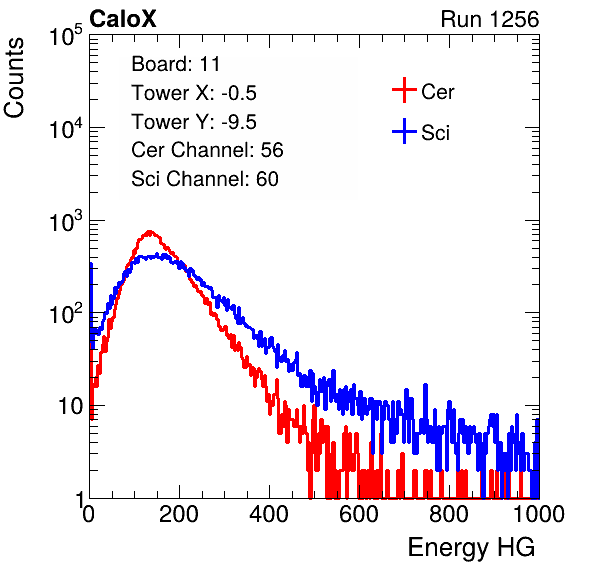 CaloX Run 1256
Board: 11
Tower X: -0.5
Tower Y: -9.5
Cer Channel: 56
Sci Channel: 60
Cer
Sci
Counts
10^5
10^4
10^3
10^2
10
1
0 200 400 600 800 1000
Energy HG